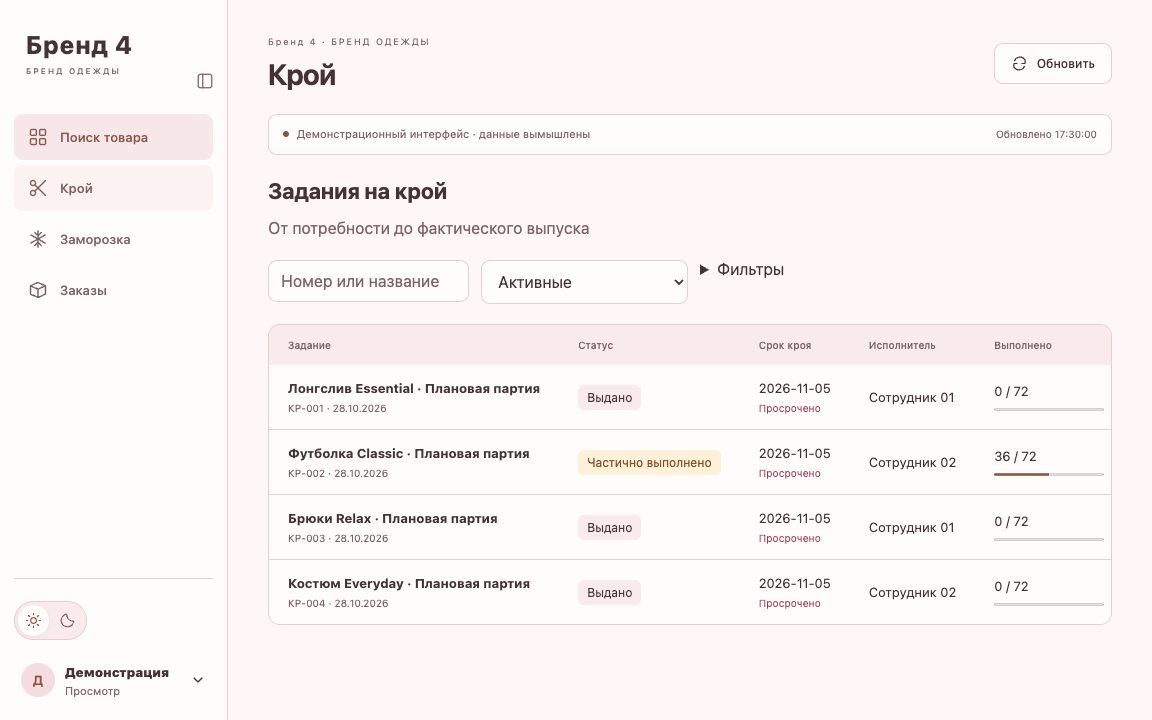 Бренд 4
БРЕНД ОДЕЖДЫ
Поиск товара
Крой
Заморозка
Заказы
Демонстрация
Просмотр
Д
Бренд 4 · БРЕНД ОДЕЖДЫ
Крой
Обновить
Демонстрационный интерфейс · данные вымышлены
Обновлено 17:30:00
Задания на крой
От потребности до фактического выпуска
Номер или название
Активные
Фильтры
Задание Статус Срок кроя Исполнитель Выполнено
Лонгслив Essential · Плановая партия
КР-001 · 28.10.2026
Выдано
2026-11-05
Просрочено
Сотрудник 01
0 / 72
Футболка Classic · Плановая партия
КР-002 · 28.10.2026
Частично выполнено
2026-11-05
Просрочено
Сотрудник 02
36 / 72
Брюки Relax · Плановая партия
КР-003 · 28.10.2026
Выдано
2026-11-05
Просрочено
Сотрудник 01
0 / 72
Костюм Everyday · Плановая партия
КР-004 · 28.10.2026
Выдано
2026-11-05
Просрочено
Сотрудник 02
0 / 72